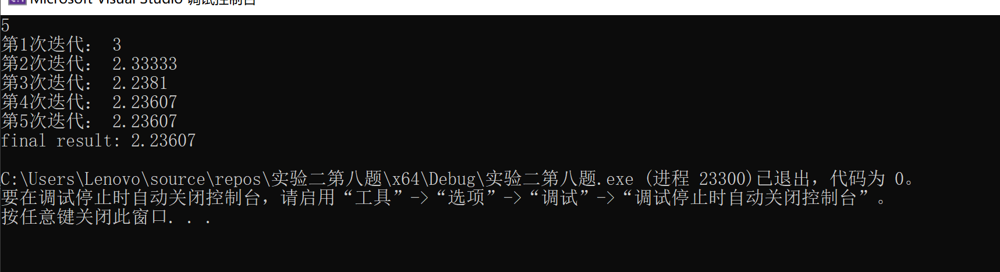 Microsoft Visual Studio 调试控制台
5
第1次迭代： 3
第2次迭代： 2.33333
第3次迭代： 2.2381
第4次迭代： 2.23607
第5次迭代： 2.23607
final result: 2.23607
C:\Users\Lenovo\source\repos\实验二第八题\x64\Debug\实验二第八题.exe (进程 23300)已退出，代码为 0。
要在调试停止时自动关闭控制台，请启用“工具”->“选项”->“调试”->“调试停止时自动关闭控制台”。
按任意键关闭此窗口. . .